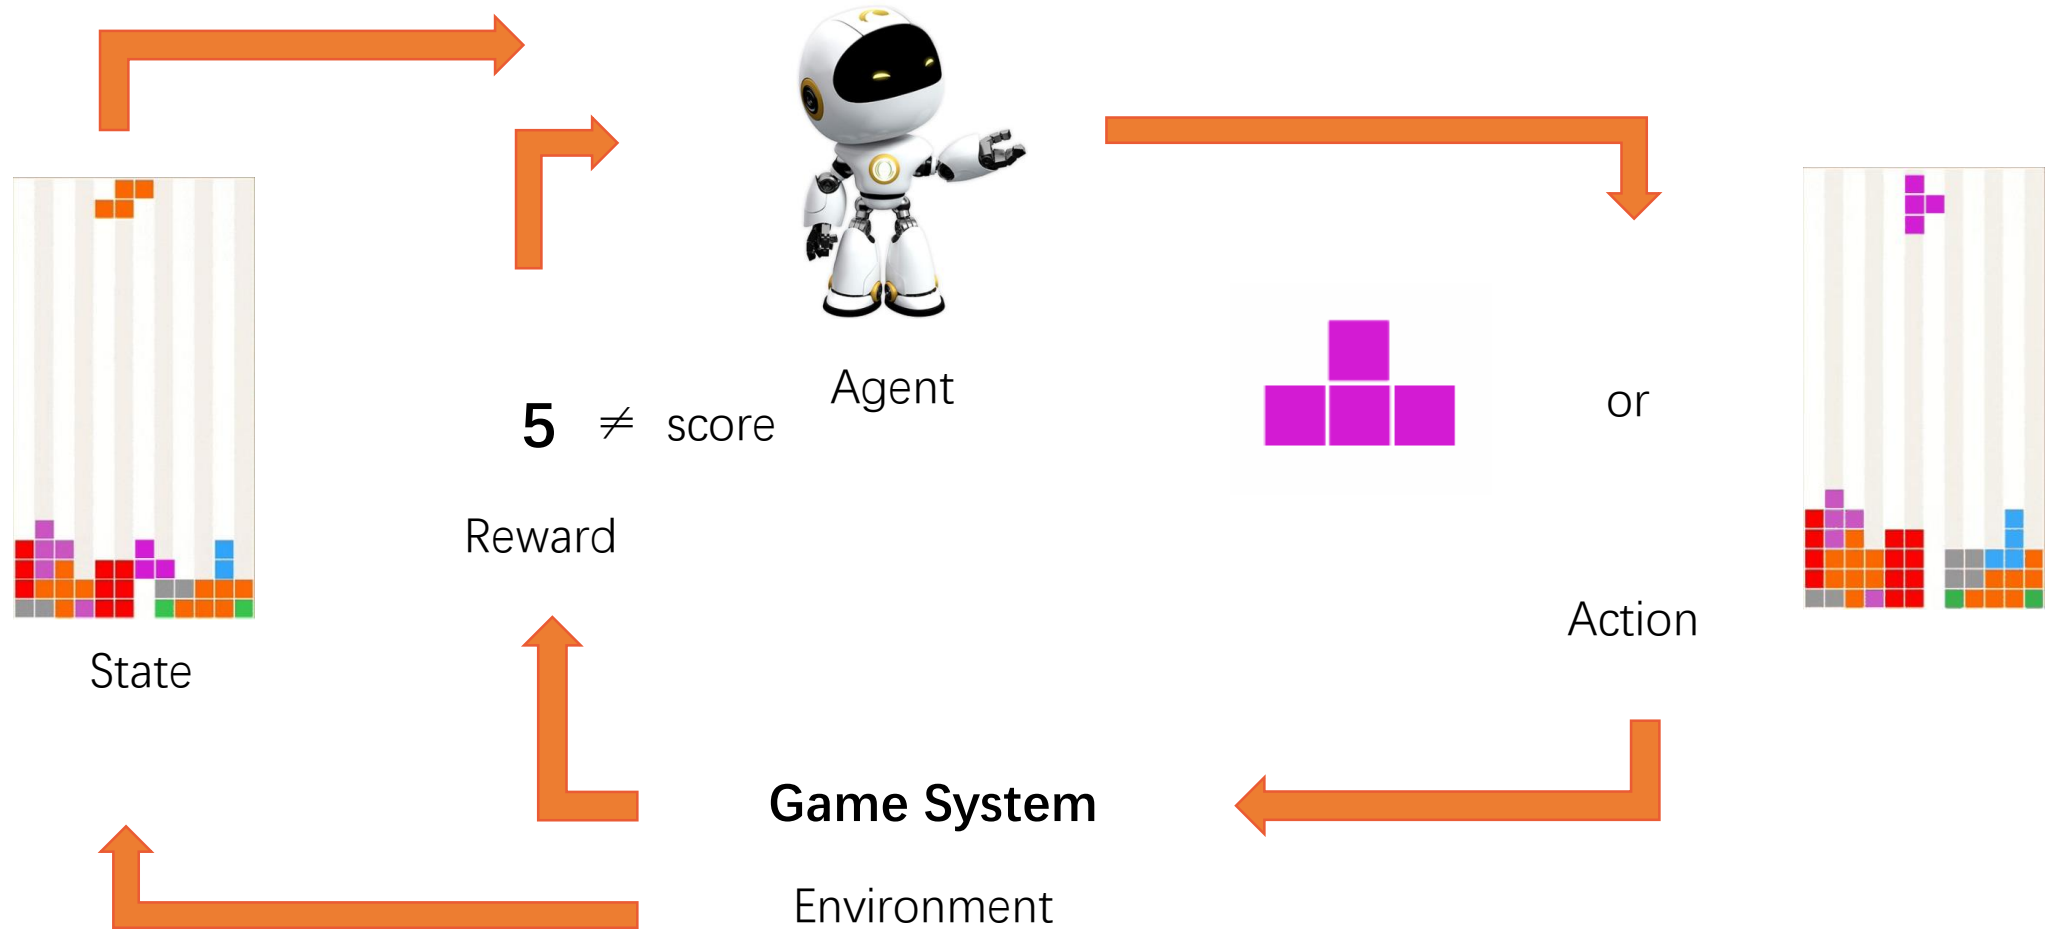 Agent
5 ≠ score
or
Reward
Action
State
Game System
Environment